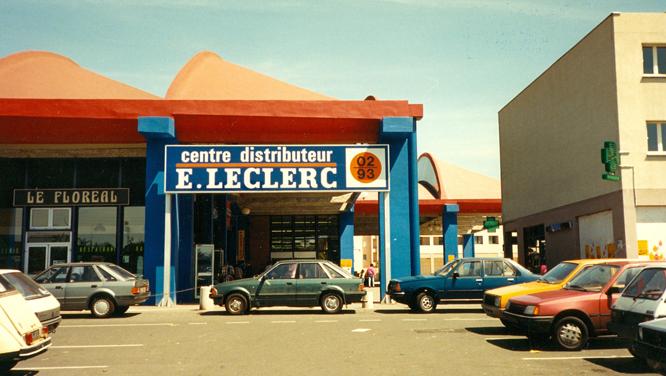 centre distributeur
E.LECLERC
02
93
LE FLOREAL